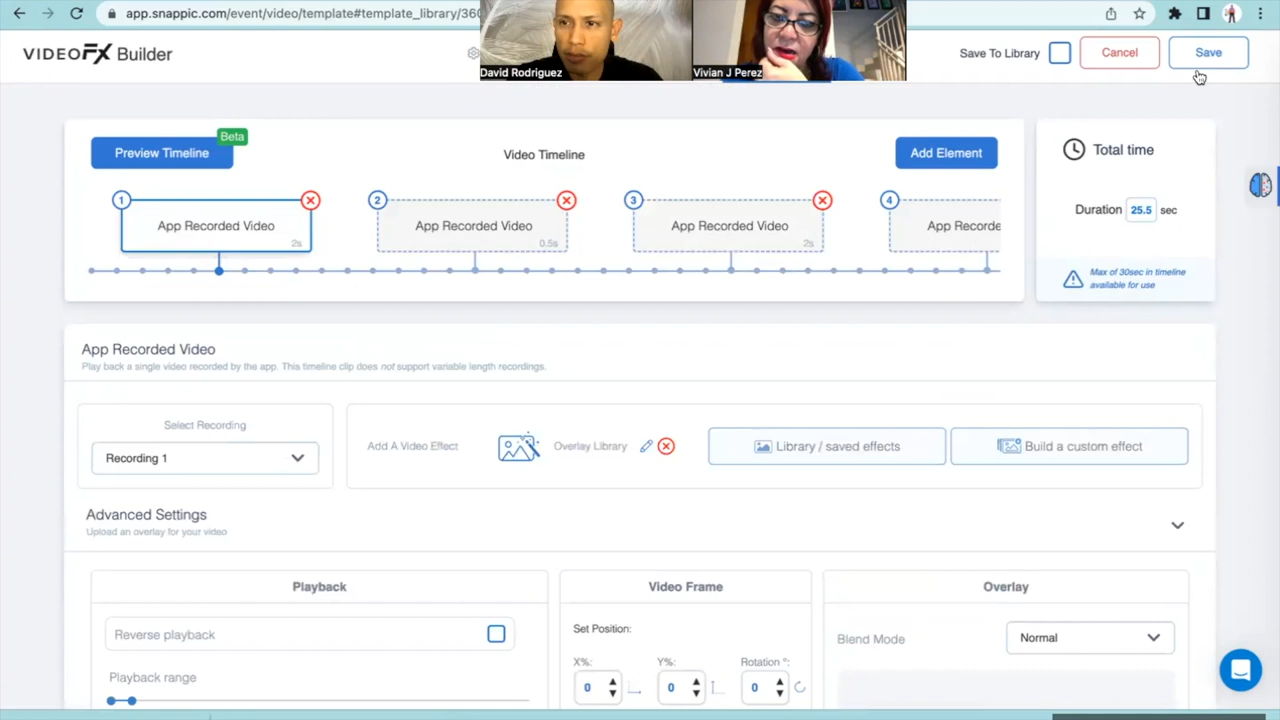 app.snappic.com/event/video/template#template_library/360
VIDEOFX Builder
David Rodriguez
Vivian J Perez
Save To Library
Cancel
Save
Preview Timeline
Beta
Video Timeline
Add Element
1
App Recorded Video
2s
2
App Recorded Video
0.5s
3
App Recorded Video
2s
4
App Recorde
Total time
Duration 25.5 sec
Max of 30sec in timeline
available for use
App Recorded Video
Play back a single video recorded by the app. This timeline clip does not support variable length recordings.
Select Recording
Recording 1
Add A Video Effect
Overlay Library
Library / saved effects
Build a custom effect
Advanced Settings
Upload an overlay for your video
Playback
Reverse playback
Playback range
Video Frame
Set Position:
X%:
Y%:
Rotation °:
0
0
0
Overlay
Blend Mode
Normal